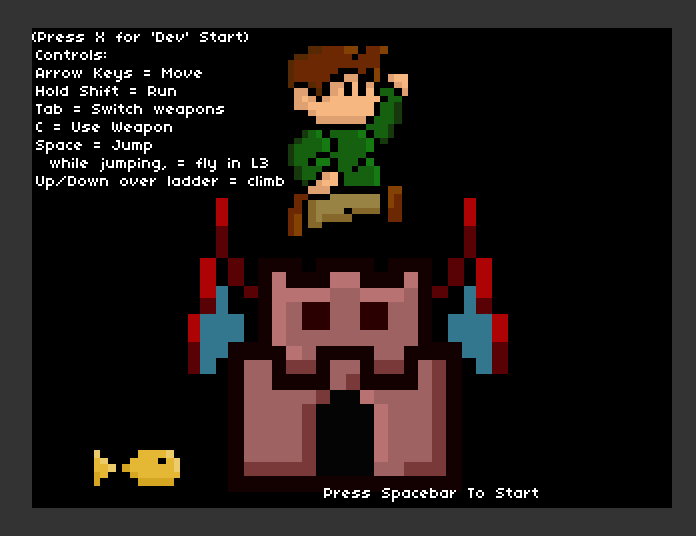 (Press X for 'Dev' Start)
Controls:
Arrow Keys = Move
Hold Shift = Run
Tab = Switch weapons
C = Use Weapon
Space = Jump
while jumping, = fly in L3
Up/Down over ladder = climb
Press Spacebar To Start